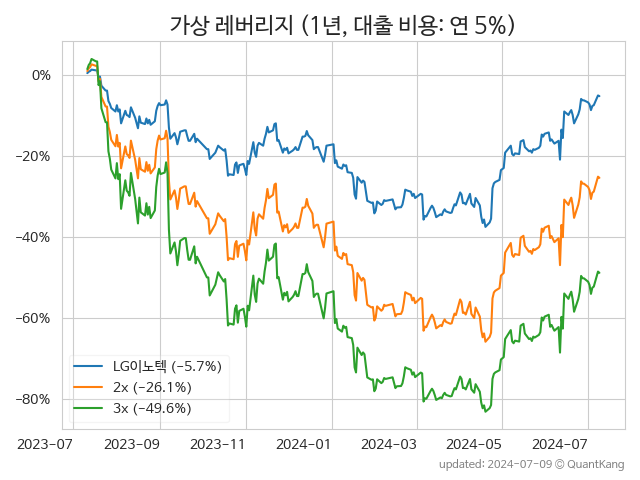 가상 레버리지 (1년, 대출 비용: 연 5%)
0%
−20%
−40%
−60%
−80%
LG이노텍 (−5.7%)
2x (−26.1%)
3x (−49.6%)
2023-07
2023-09
2023-11
2024-01
2024-03
2024-05
2024-07
updated: 2024-07-09 © QuantKang